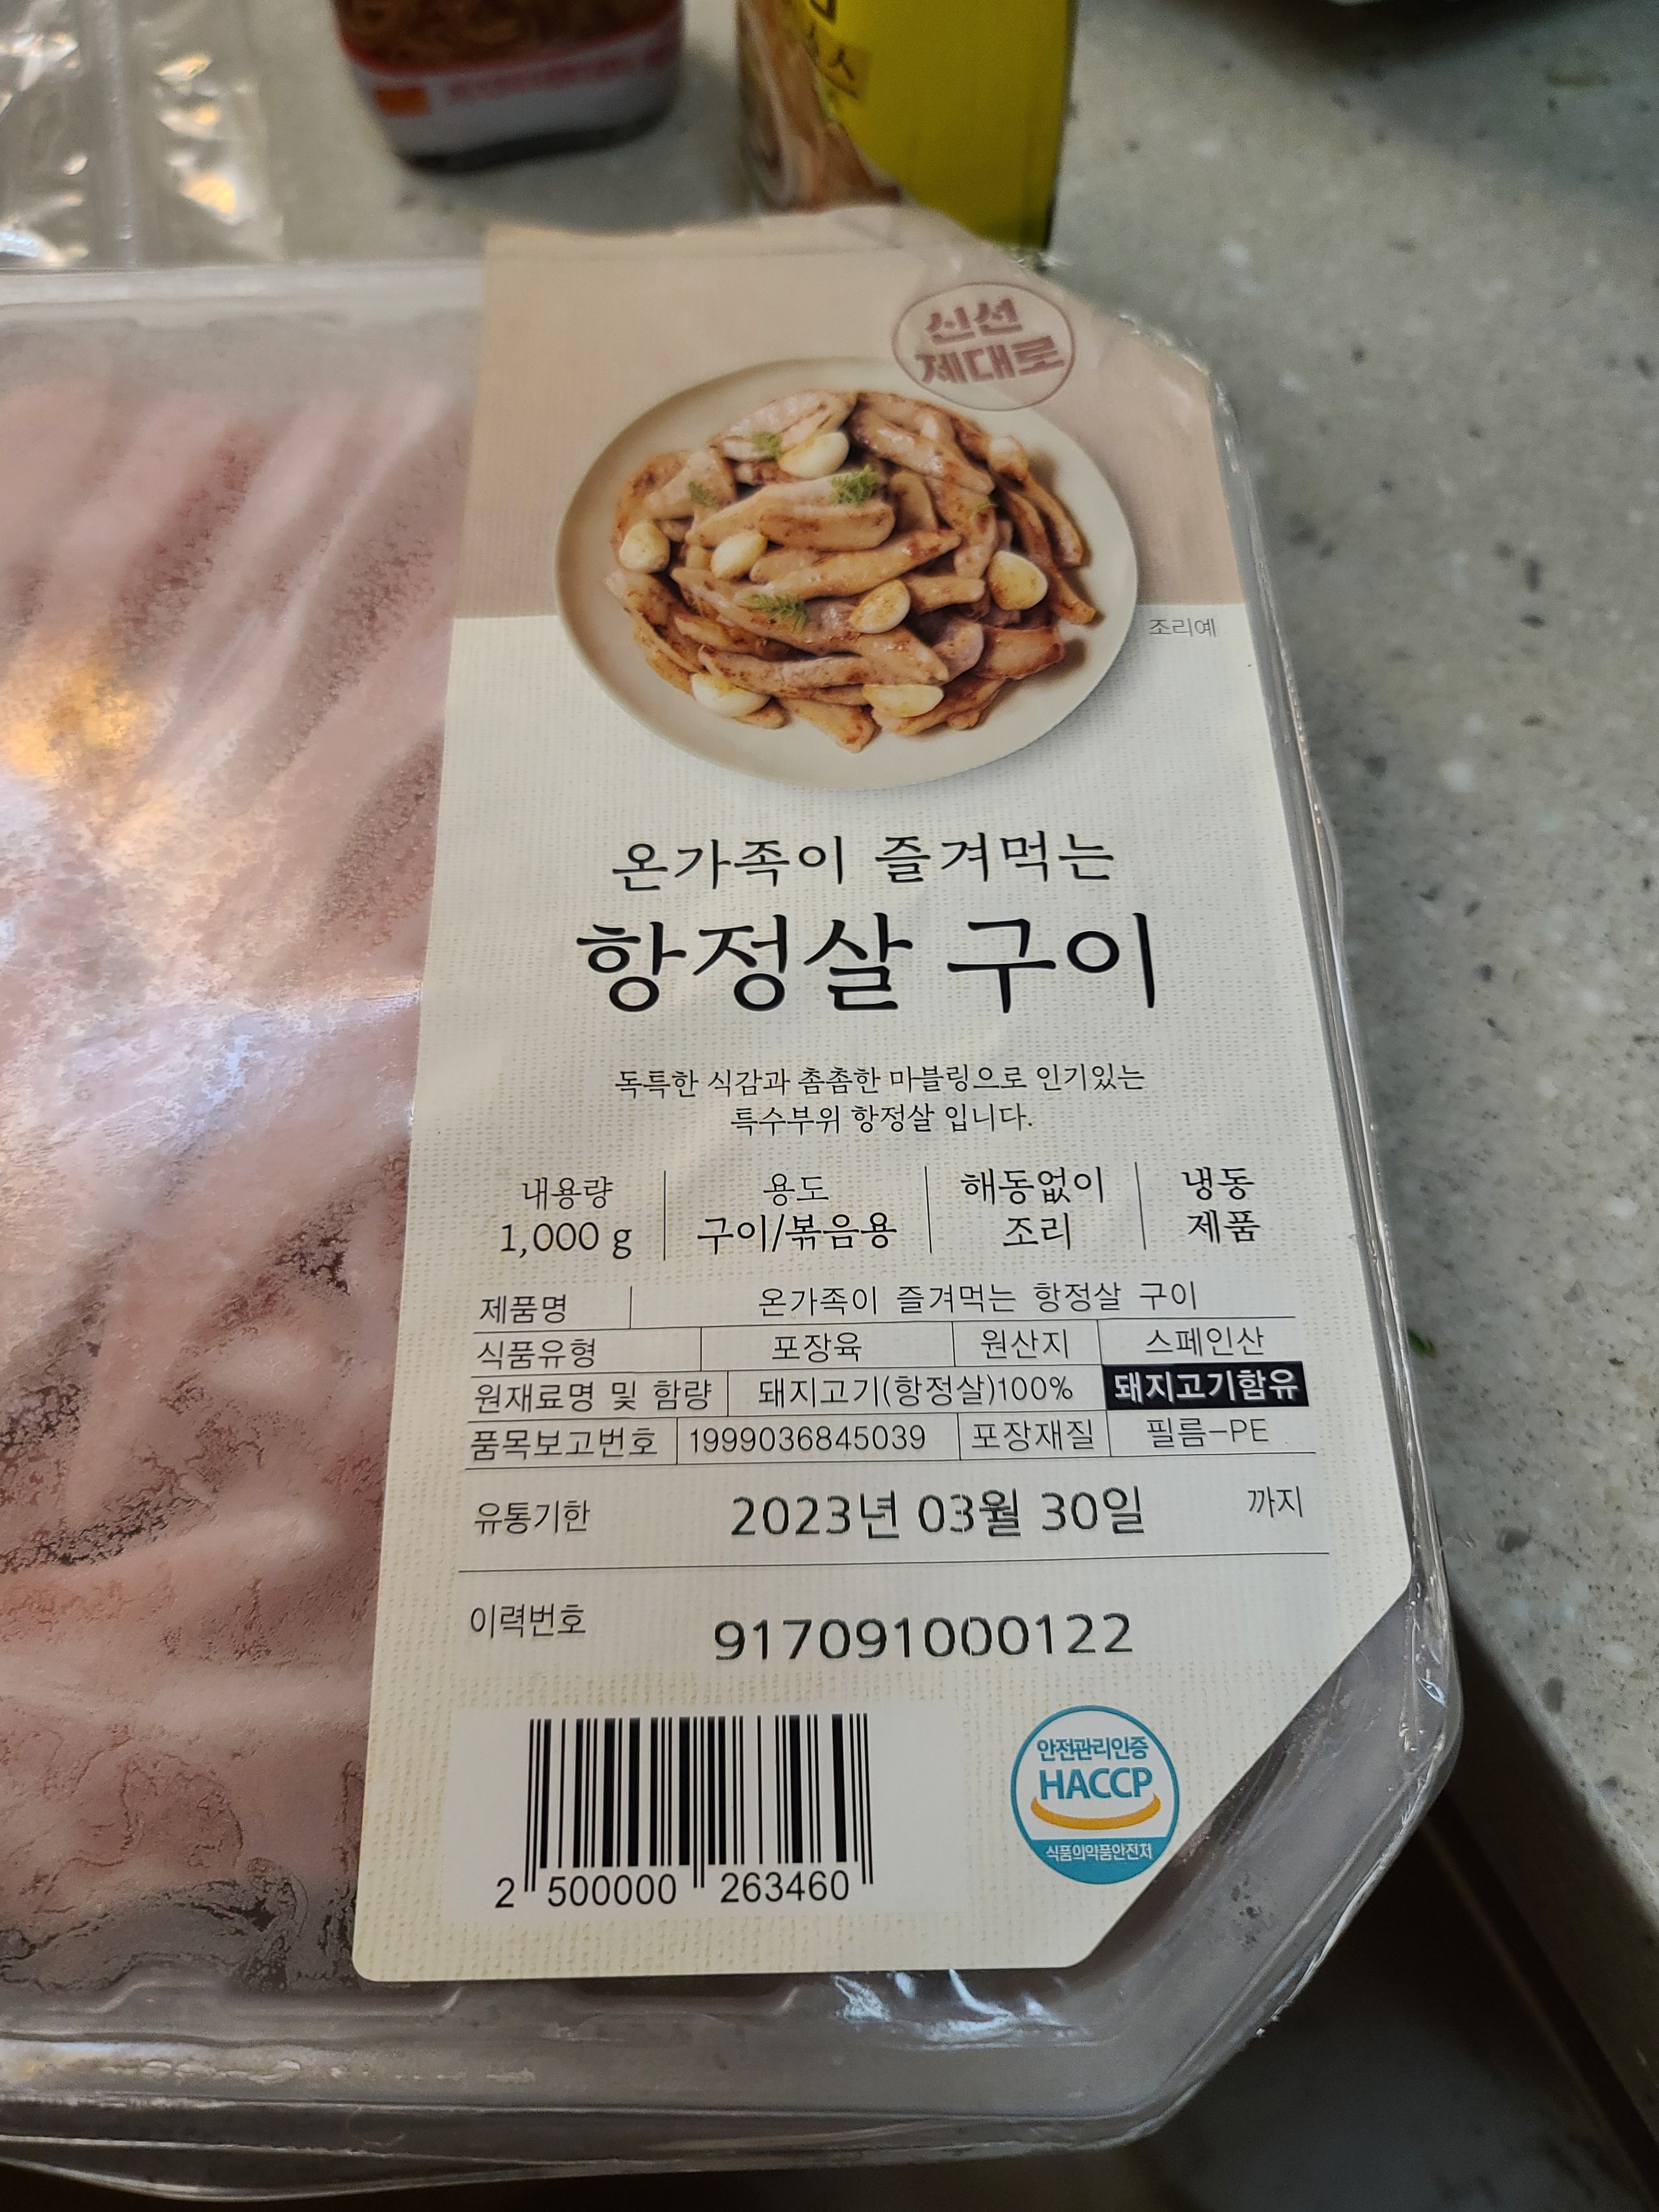 소스
신선
제대로
조리예
온가족이 즐겨먹는
항정살 구이
독특한 식감과 촘촘한 마블링으로 인기있는
특수부위 항정살 입니다.
내용량 용도 해동없이 냉동
1,000 g 구이/볶음용 조리 제품
제품명 온가족이 즐겨먹는 항정살 구이
식품유형 포장육 원산지 스페인산
원재료명 및 함량 돼지고기(항정살)100% 돼지고기함유
품목보고번호 1999036845039 포장재질 필름-PE
유통기한 2023년 03월 30일 까지
이력번호 917091000122
안전관리인증
HACCP
식품의약품안전처
2 500000 263460